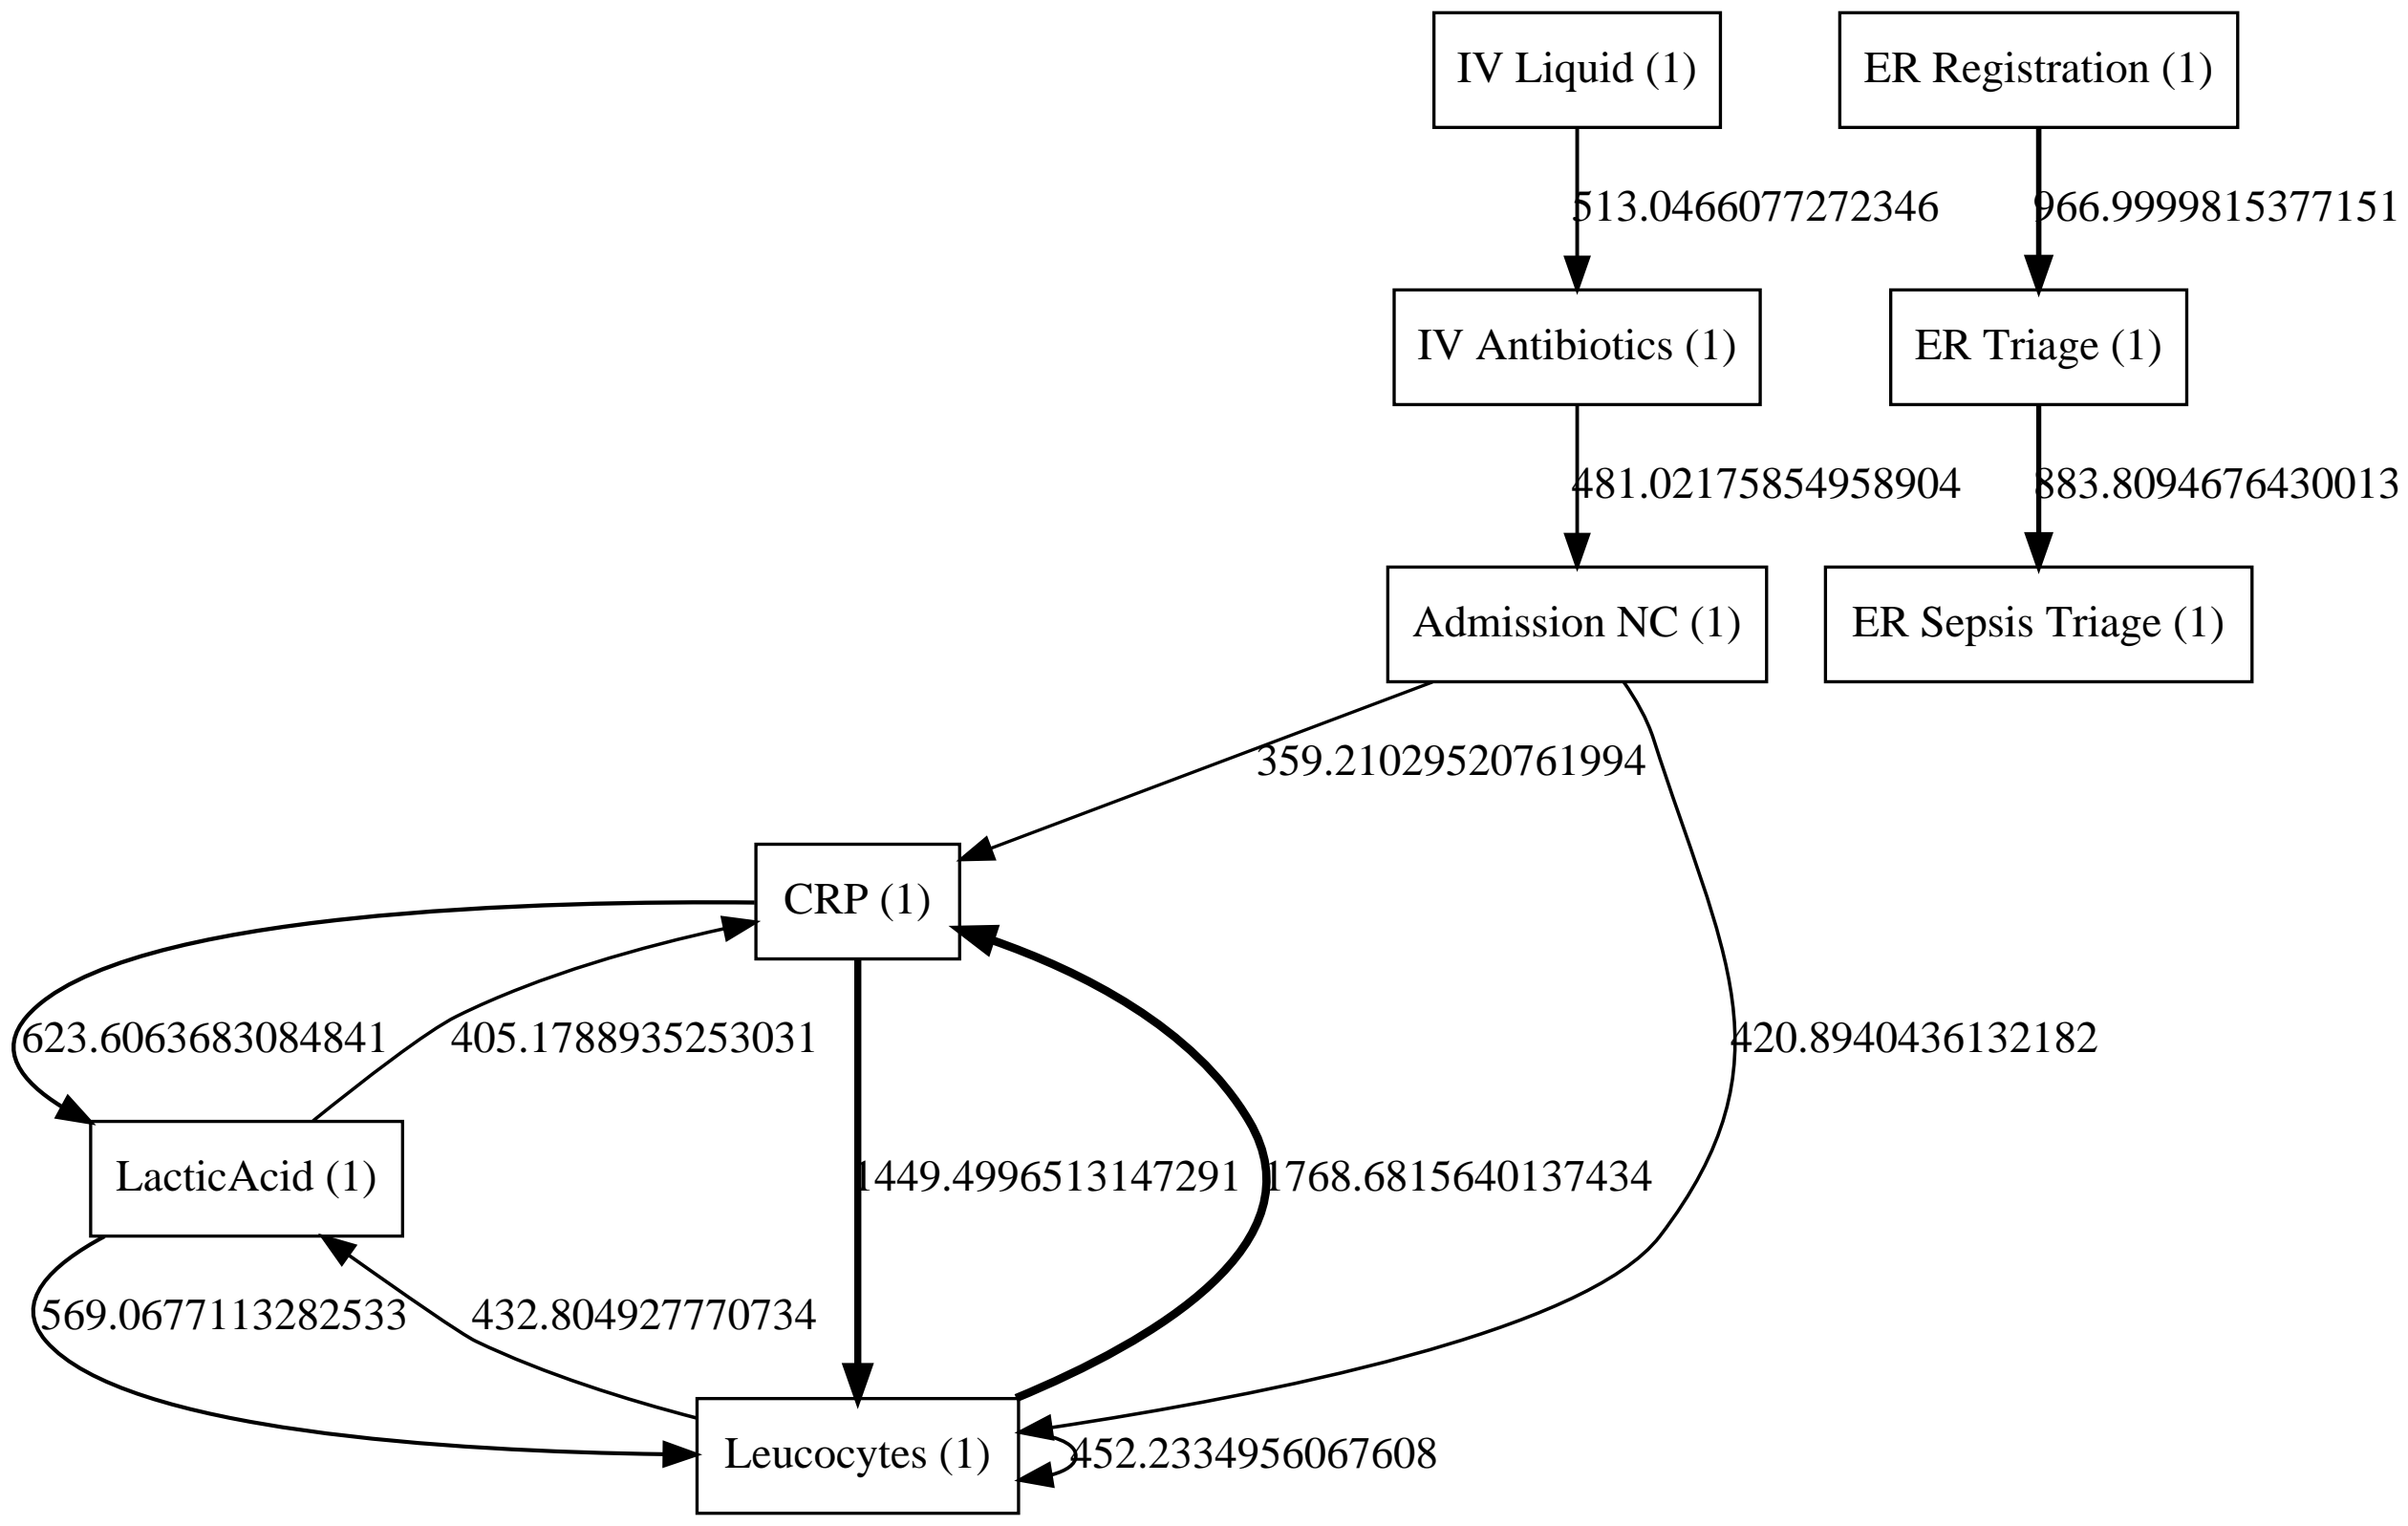 IV Liquid (1)
ER Registration (1)
513.0466077272346
966.9999815377151
IV Antibiotics (1)
ER Triage (1)
481.02175854958904
883.8094676430013
Admission NC (1)
ER Sepsis Triage (1)
359.21029520761994
CRP (1)
623.6063683084841
405.1788935253031
420.8940436132182
LacticAcid (1)
1449.4996513147291
1768.6815640137434
569.0677113282533
432.804927770734
Leucocytes (1)
452.2334956067608